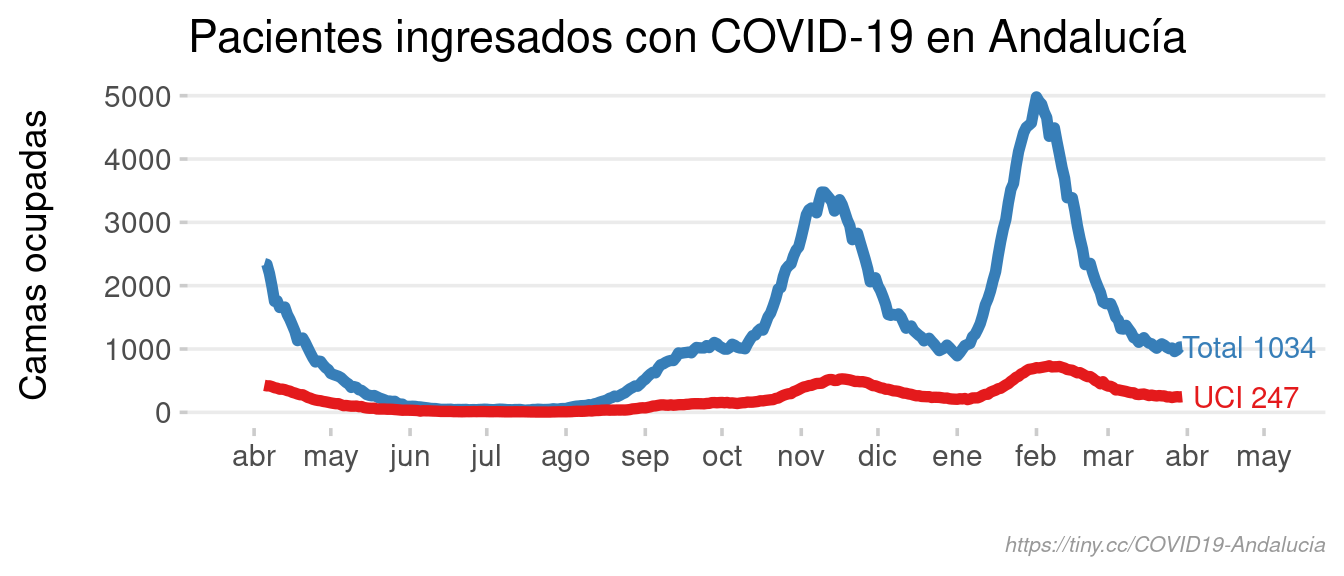 Pacientes ingresados con COVID-19 en Andalucía
Camas ocupadas
5000
4000
3000
2000
1000
0
Total 1034
UCI 247
abr may jun jul ago sep oct nov dic ene feb mar abr may
https://tiny.cc/COVID19-Andalucia